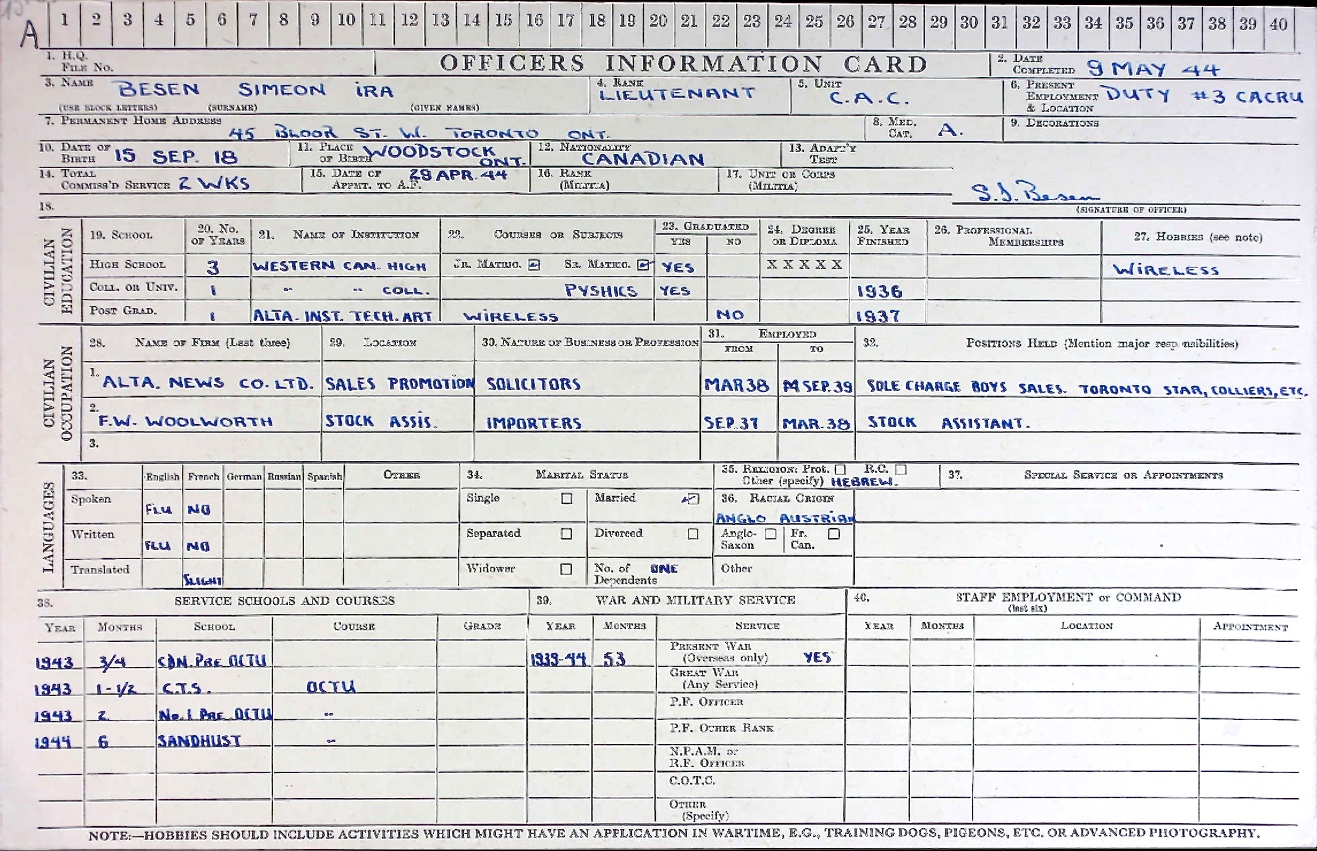 A 1 2 3 4 5 6 7 8 9 10 11 12 13 14 15 16 17 18 19 20 21 22 23 24 25 26 27 28 29 30 31 32 33 34 35 36 37 38 39 40
1. H.Q. FILE No.
OFFICERS INFORMATION CARD
2. DATE COMPLETED 9 MAY 44
3. NAME BESEN SIMEON IRA
(USE BLOCK LETTERS) (SURNAME) (GIVEN NAMES)
4. RANK LIEUTENANT
5. UNIT C.A.C.
6. PRESENT EMPLOYMENT & LOCATION DUTY #3 CACRU
7. PERMANENT HOME ADDRESS 45 BLOOR ST. W. TORONTO ONT.
8. MED. CAT. A.
9. DECORATIONS
10. DATE OF BIRTH 15 SEP. 18
11. PLACE OF BIRTH WOODSTOCK ONT.
12. NATIONALITY CANADIAN
13. ADAPT'Y TEST
14. TOTAL COMMISS'D SERVICE 2 WKS
15. DATE OF APPMT. TO A.F. 28 APR. 44
16. RANK (MILITIA)
17. UNIT OR CORPS (MILITIA)
S.I. Besen
(SIGNATURE OF OFFICER)
18.
CIVILIAN EDUCATION
19. SCHOOL 20. NO. OF YEARS 21. NAME OF INSTITUTION 22. COURSES OR SUBJECTS 23. GRADUATED YES NO 24. DEGREE OR DIPLOMA 25. YEAR FINISHED 26. PROFESSIONAL MEMBERSHIPS 27. HOBBIES (see note)
HIGH SCHOOL 3 WESTERN CAN. HIGH JR. MATRIC. SR. MATRIC. YES X X X X X WIRELESS
COLL. OR UNIV. 1 " " COLL. PYSHICS YES 1936
POST GRAD. 1 ALTA. INST. TECH. ART WIRELESS NO 1937
CIVILIAN OCCUPATION
28. NAME OF FIRM (Last three) 29. LOCATION 30. NATURE OF BUSINESS OR PROFESSION 31. EMPLOYED FROM TO 32. POSITIONS HELD (Mention major responsibilities)
1. ALTA. NEWS CO. LTD. SALES PROMOTION SOLICITORS MAR 38 SEP. 39 SOLE CHARGE BOYS SALES. TORONTO STAR, COLLIERS, ETC.
2. F.W. WOOLWORTH STOCK ASSIS. IMPORTERS SEP. 37 MAR. 38 STOCK ASSISTANT.
3.
LANGUAGES
33. English French German Russian Spanish OTHER
Spoken FLU NO
Written FLU NO
Translated SLIGHT
34. MARITAL STATUS
Single Married
Separated Divorced
Widower No. of Dependents ONE
35. RELIGION: Prot. R.C.
Other (specify) HEBREW.
36. RACIAL ORIGIN
ANGLO AUSTRIAN
Anglo-Saxon Fr. Can.
Other
37. SPECIAL SERVICE OR APPOINTMENTS
38. SERVICE SCHOOLS AND COURSES
YEAR MONTHS SCHOOL COURSE GRADE
1943 3/4 CDN. PRE OCTU
1943 1-1/2 C.T.S. OCTU
1943 2 No. 1 PRE OCTU "
1944 6 SANDHUST "
39. WAR AND MILITARY SERVICE
YEAR MONTHS SERVICE
1939-44 53 PRESENT WAR (Overseas only) YES
GREAT WAR (Any Service)
P.F. OFFICER
P.F. OTHER RANK
N.P.A.M. or R.F. OFFICER
C.O.T.C.
OTHER (Specify)
40. STAFF EMPLOYMENT or COMMAND
(last six)
YEAR MONTHS LOCATION APPOINTMENT
NOTE:—HOBBIES SHOULD INCLUDE ACTIVITIES WHICH MIGHT HAVE AN APPLICATION IN WARTIME, E.G., TRAINING DOGS, PIGEONS, ETC. OR ADVANCED PHOTOGRAPHY.